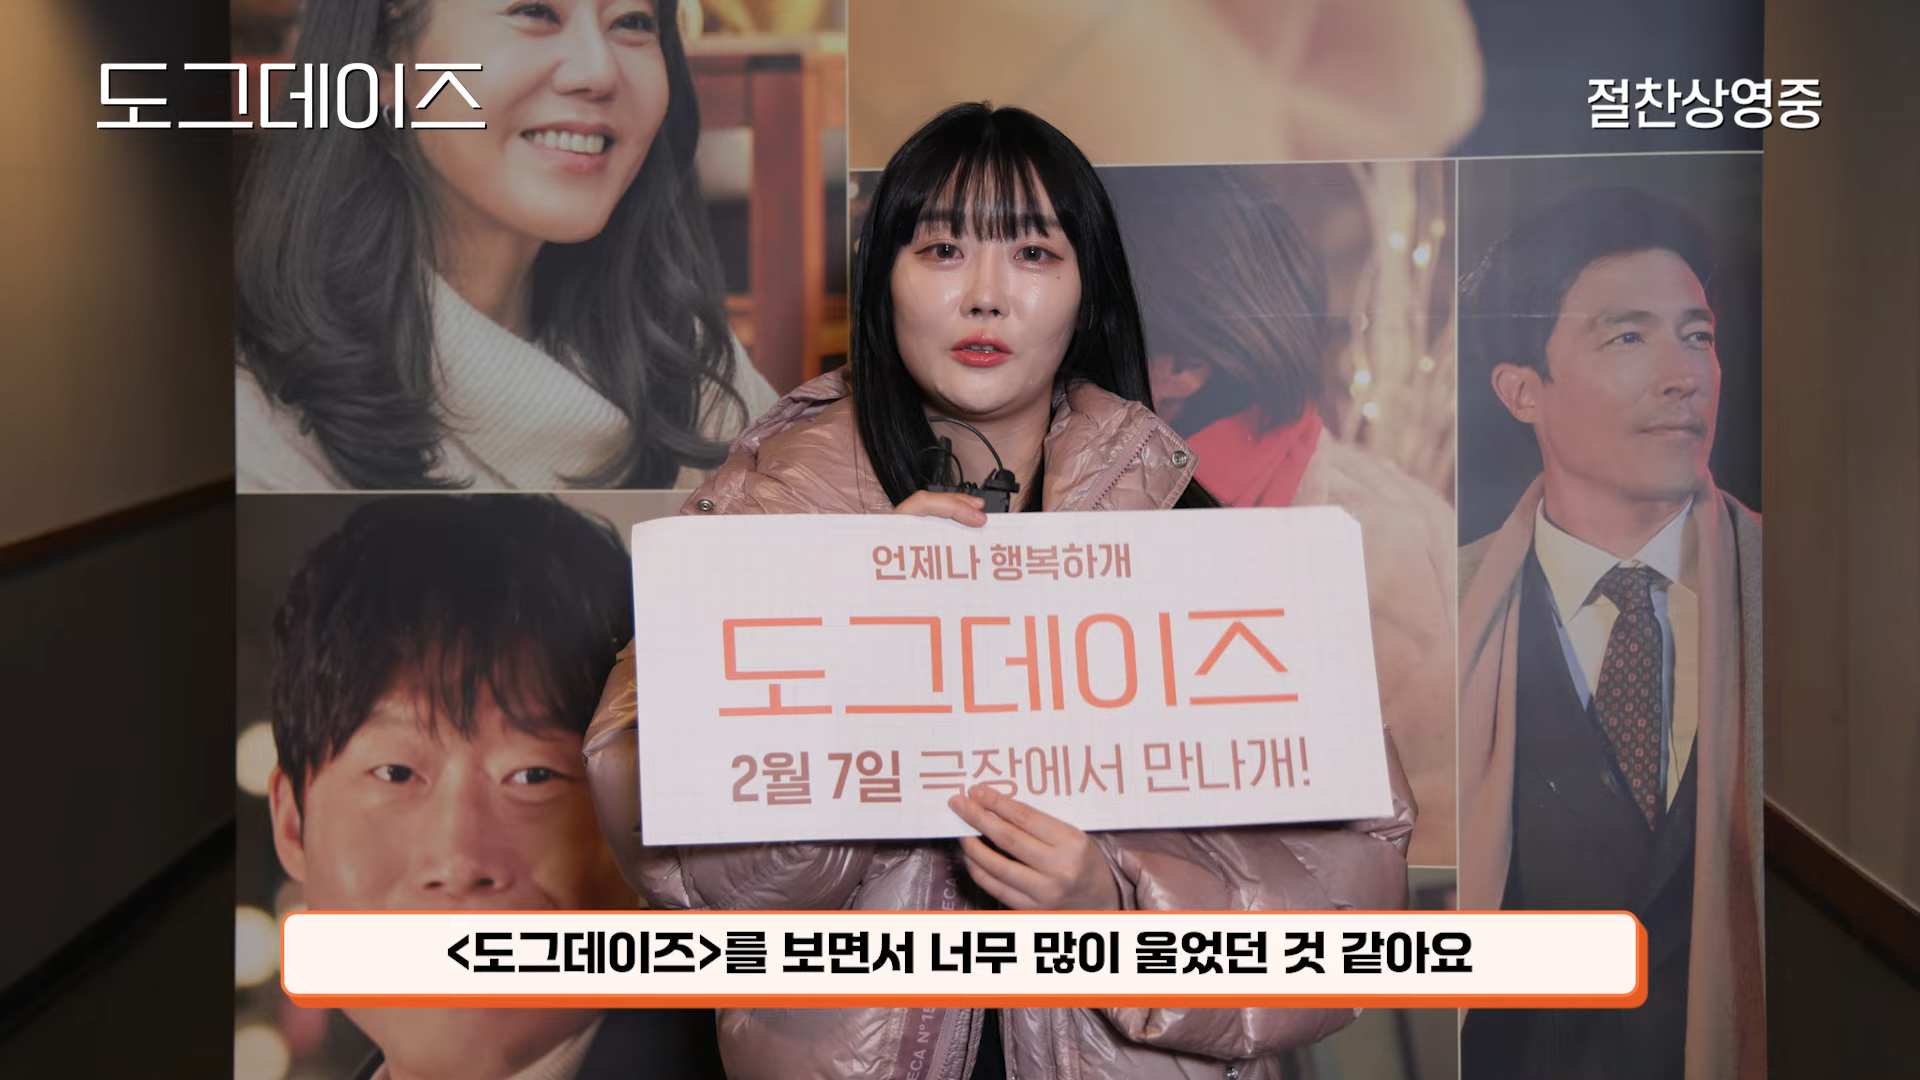 도그데이즈
절찬상영중
언제나 행복하개
도그데이즈
2월 7일 극장에서 만나개!
<도그데이즈>를 보면서 너무 많이 울었던 것 같아요